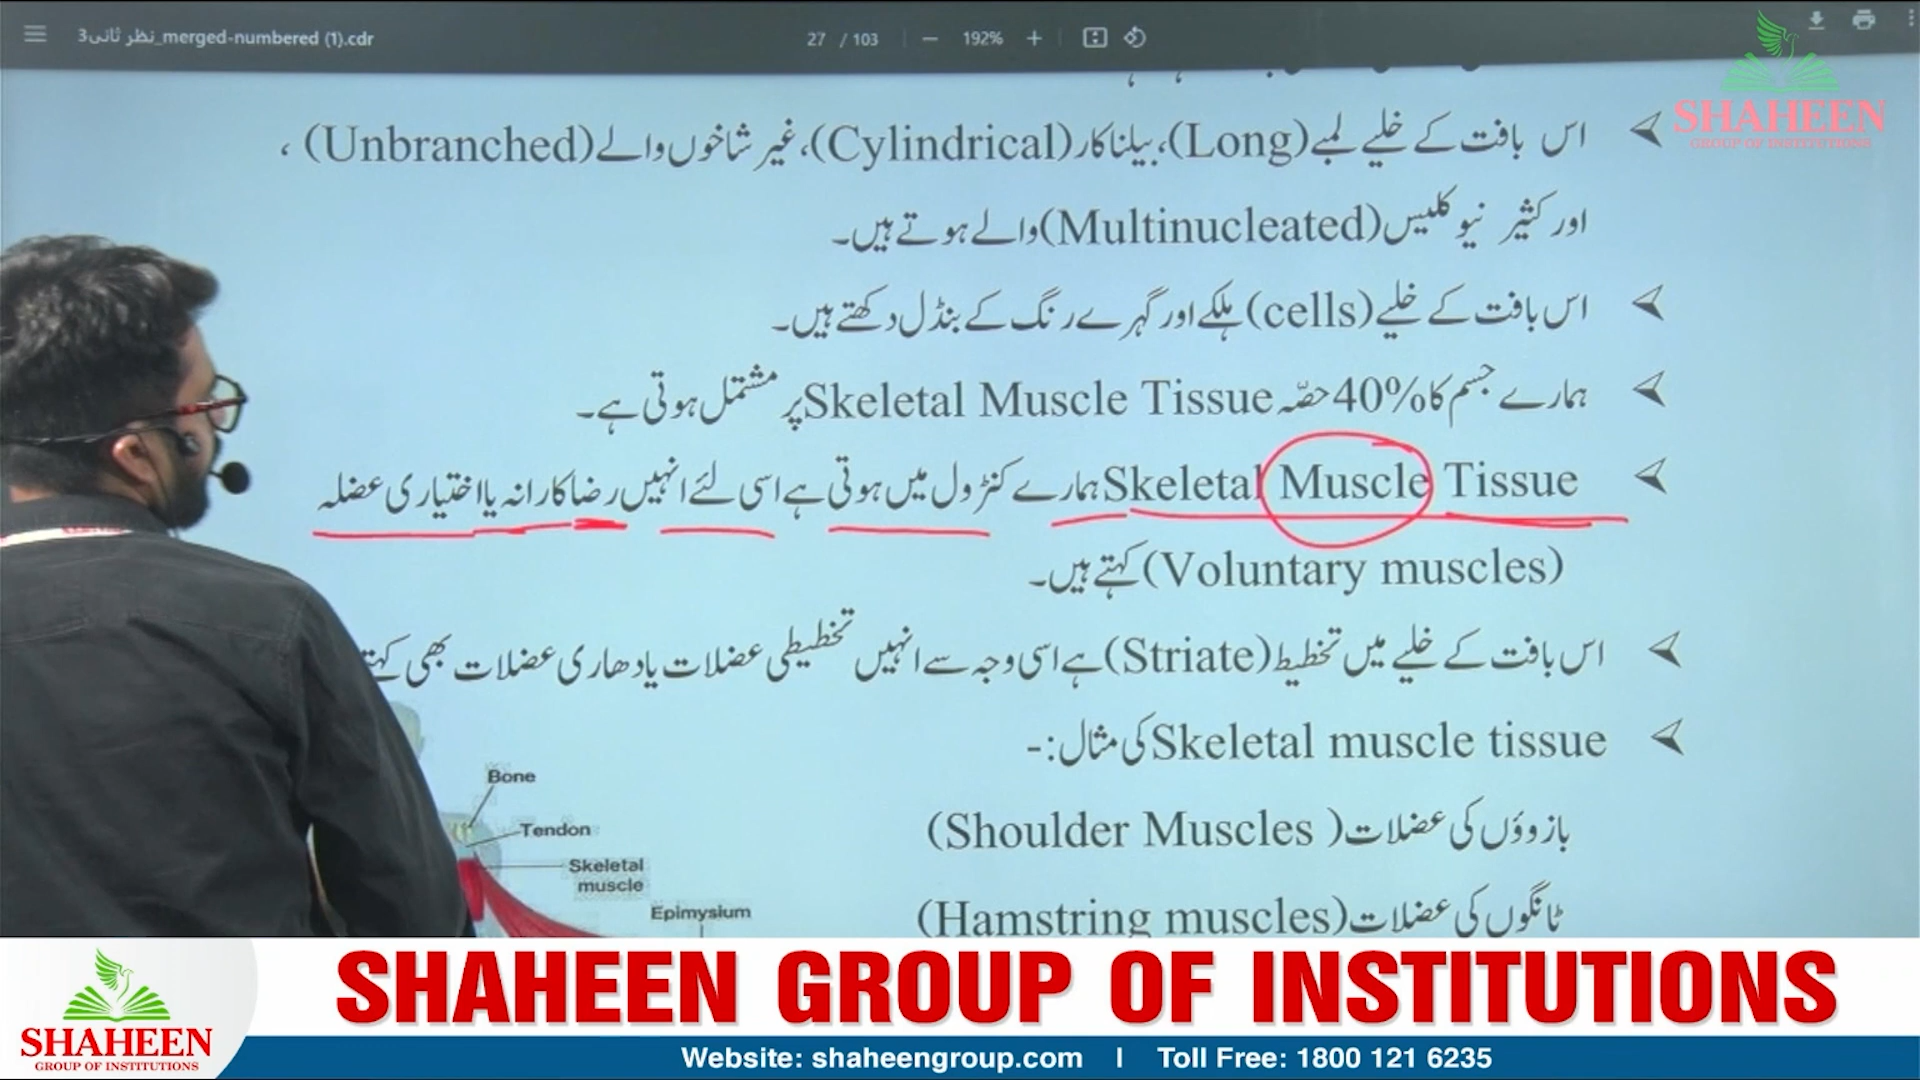 نظر ثانی3_merged-numbered (1).cdr
27 / 103
192%
SHAHEEN
GROUP OF INSTITUTIONS
اس بافت کے خلیے لمبے(Long)، بیلناکار(Cylindrical)، غیر شاخوں والے(Unbranched) ،
اور کثیر نیوکلیس(Multinucleated)والے ہوتے ہیں۔
اس بافت کے خلیے(cells)ہلکے اور گہرے رنگ کے بنڈل دکھتے ہیں۔
ہمارے جسم کا %40 حصّہ Skeletal Muscle Tissueپر مشتمل ہوتی ہے۔
Skeletal Muscle Tissueہمارے کنٹرول میں ہوتی ہے اسی لئے انہیں رضاکارانہ یا اختیاری عضلہ
(Voluntary muscles)کہتے ہیں۔
اس بافت کے خلیے میں تخطیط(Striate)ہے اسی وجہ سے انہیں تخطیطی عضلات یا دھاری عضلات بھی کہتے
Skeletal muscle tissueکی مثال:-
بازوؤں کی عضلات(Shoulder Muscles )
ٹانگوں کی عضلات(Hamstring muscles)
Bone
Tendon
Skeletal
muscle
Epimysium
SHAHEEN GROUP OF INSTITUTIONS
SHAHEEN
GROUP OF INSTITUTIONS
Website: shaheengroup.com | Toll Free: 1800 121 6235